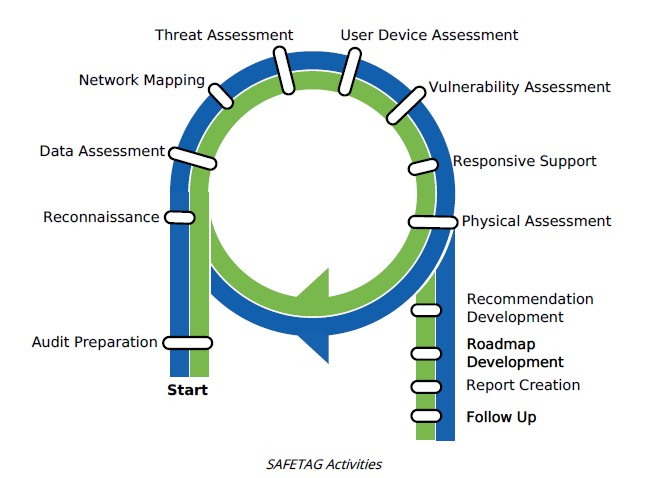 Threat Assessment
User Device Assessment
Network Mapping
Vulnerability Assessment
Data Assessment
Responsive Support
Reconnaissance
Physical Assessment
Recommendation
Development
Audit Preparation
Roadmap
Development
Start
Report Creation
Follow Up
SAFETAG Activities